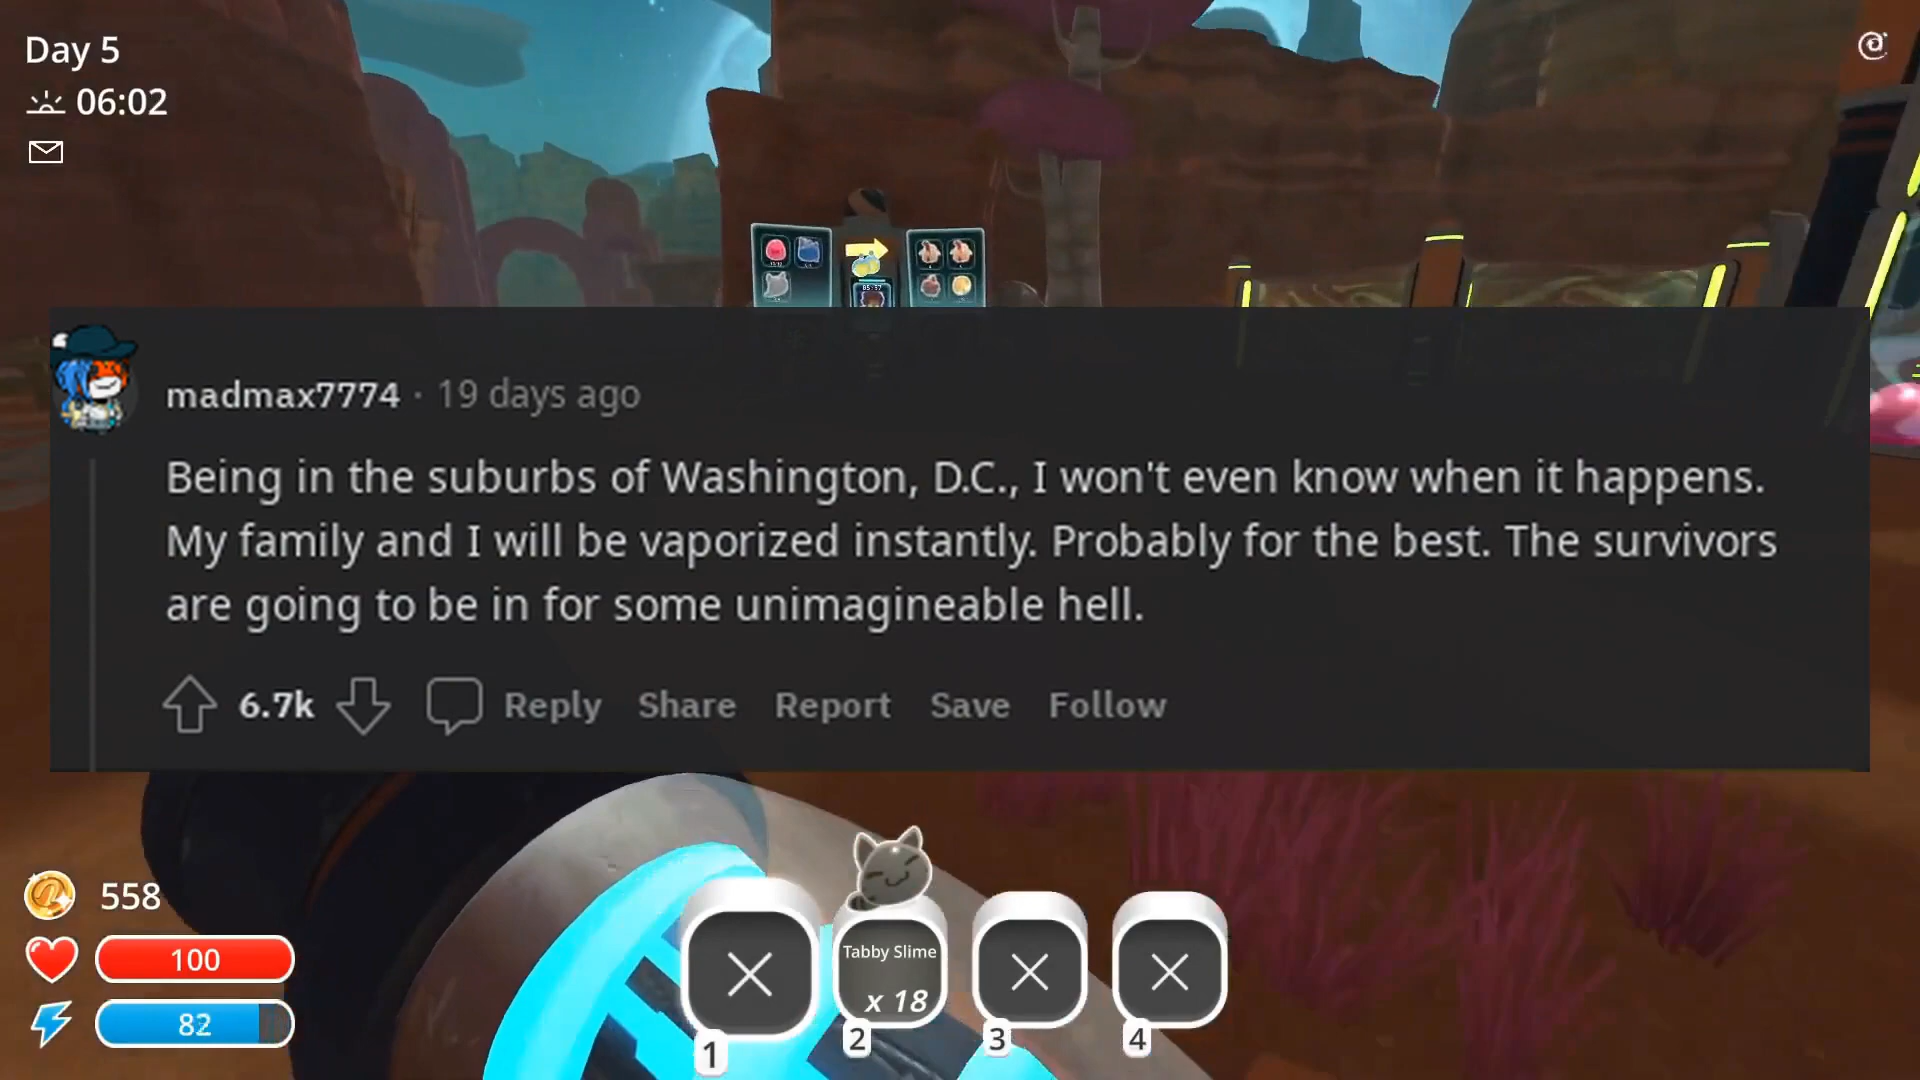 Day 5
06:02
madmax7774 · 19 days ago
Being in the suburbs of Washington, D.C., I won't even know when it happens.
My family and I will be vaporized instantly. Probably for the best. The survivors
are going to be in for some unimagineable hell.
6.7k Reply Share Report Save Follow
558
100
82
Tabby Slime
x 18
1 2 3 4